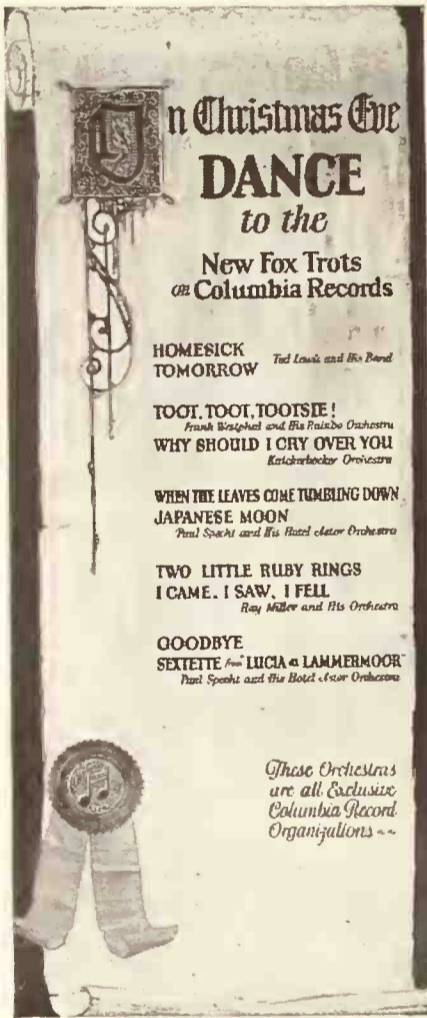 On Christmas Eve
DANCE
to the
New Fox Trots
on Columbia Records
HOMESICK
TOMORROW
Ted Lewis and His Band
TOOT, TOOT, TOOTSIE!
Frank Westphal and His Rainbo Orchestra
WHY SHOULD I CRY OVER YOU
Knickerbocker Orchestra
WHEN THE LEAVES COME TUMBLING DOWN
JAPANESE MOON
Paul Specht and His Hotel Astor Orchestra
TWO LITTLE RUBY RINGS
I CAME, I SAW, I FELL
Ray Miller and His Orchestra
GOODBYE
SEXTETTE from "LUCIA di LAMMERMOOR"
Paul Specht and His Hotel Astor Orchestra
These Orchestras
are all Exclusive
Columbia Record
Organizations